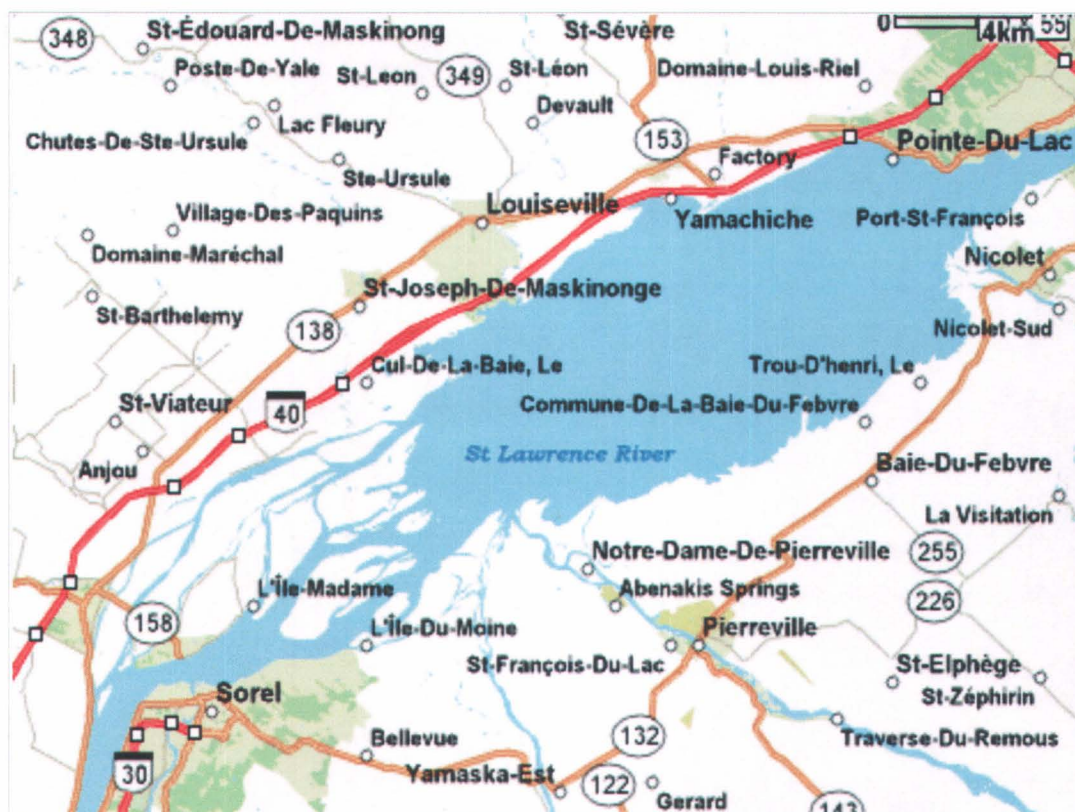 348
St-Édouard-De-Maskinong
St-Sévère
0
4km
55
Poste-De-Yale
St-Leon
349
St-Léon
Domaine-Louis-Riel
Lac Fleury
Devault
Chutes-De-Ste-Ursule
153
Factory
Pointe-Du-Lac
Ste-Ursule
Louiseville
Village-Des-Paquins
Yamachiche
Port-St-François
Domaine-Maréchal
Nicolet
St-Joseph-De-Maskinonge
St-Barthelemy
138
Nicolet-Sud
Cul-De-La-Baie, Le
Trou-D'henri, Le
St-Viateur
40
Commune-De-La-Baie-Du-Febvre
Anjou
St Lawrence River
Baie-Du-Febvre
La Visitation
Notre-Dame-De-Pierreville
255
L'Île-Madame
Abenakis Springs
226
158
L'Île-Du-Moine
Pierreville
St-François-Du-Lac
St-Elphège
Sorel
St-Zéphirin
Bellevue
132
Traverse-Du-Remous
30
Yamaska-Est
122
Gerard
143